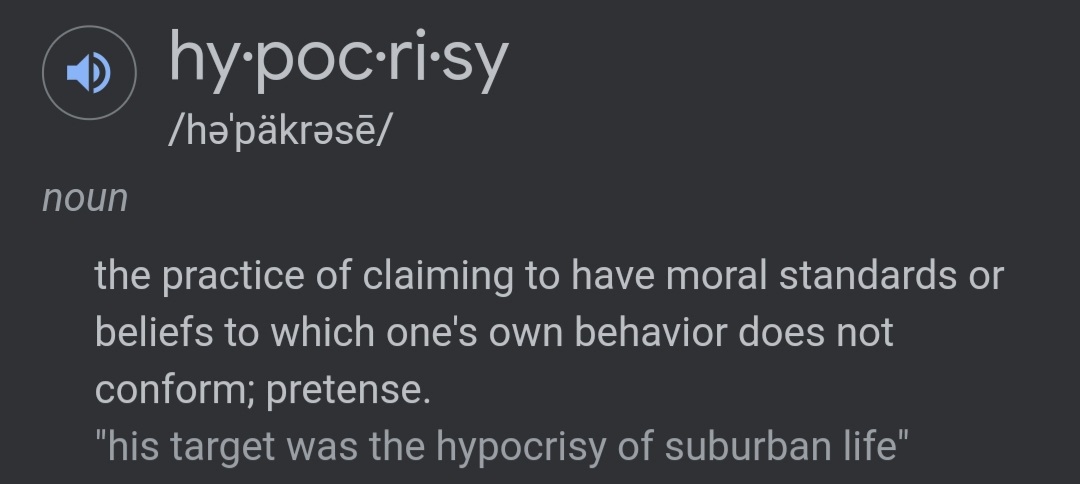 hy·poc·ri·sy
/həˈpäkrəsē/
noun
the practice of claiming to have moral standards or
beliefs to which one's own behavior does not
conform; pretense.
"his target was the hypocrisy of suburban life"